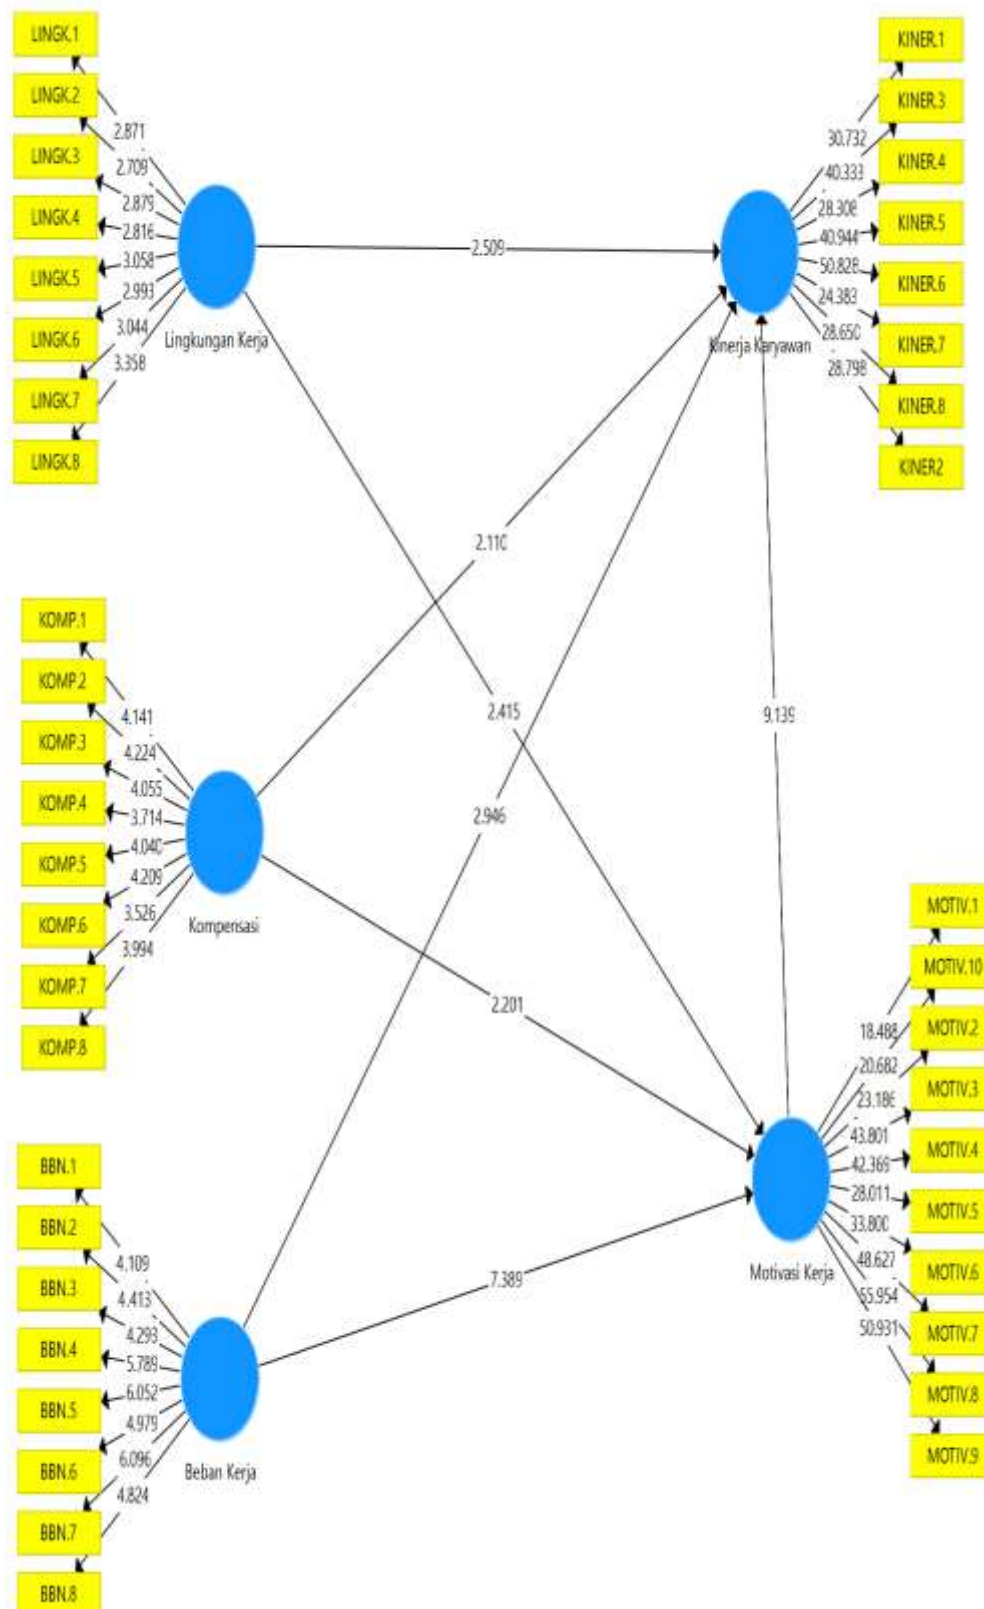 LINGK.1
LINGK.2
LINGK.3
LINGK.4
LINGK.5
LINGK.6
LINGK.7
LINGK.8
2.871
2.709
2.879
2.816
3.058
2.993
3.044
3.358
Lingkungan Kerja
2.509
KINER.1
KINER.3
KINER.4
KINER.5
KINER.6
KINER.7
KINER.8
KINER2
30.732
40.333
28.308
40.944
50.828
24.383
28.650
28.798
Kinerja Karyawan
2.110
2.415
2.946
9.139
KOMP.1
KOMP.2
KOMP.3
KOMP.4
KOMP.5
KOMP.6
KOMP.7
KOMP.8
4.141
4.224
4.055
3.714
4.040
4.209
3.526
3.994
Kompensasi
2.201
MOTIV.1
MOTIV.10
MOTIV.2
MOTIV.3
MOTIV.4
MOTIV.5
MOTIV.6
MOTIV.7
MOTIV.8
MOTIV.9
18.488
20.682
23.186
43.801
42.369
28.011
33.800
48.627
55.954
50.931
Motivasi Kerja
BBN.1
BBN.2
BBN.3
BBN.4
BBN.5
BBN.6
BBN.7
BBN.8
4.109
4.413
4.293
5.789
6.052
4.979
6.096
4.824
Beban Kerja
7.389